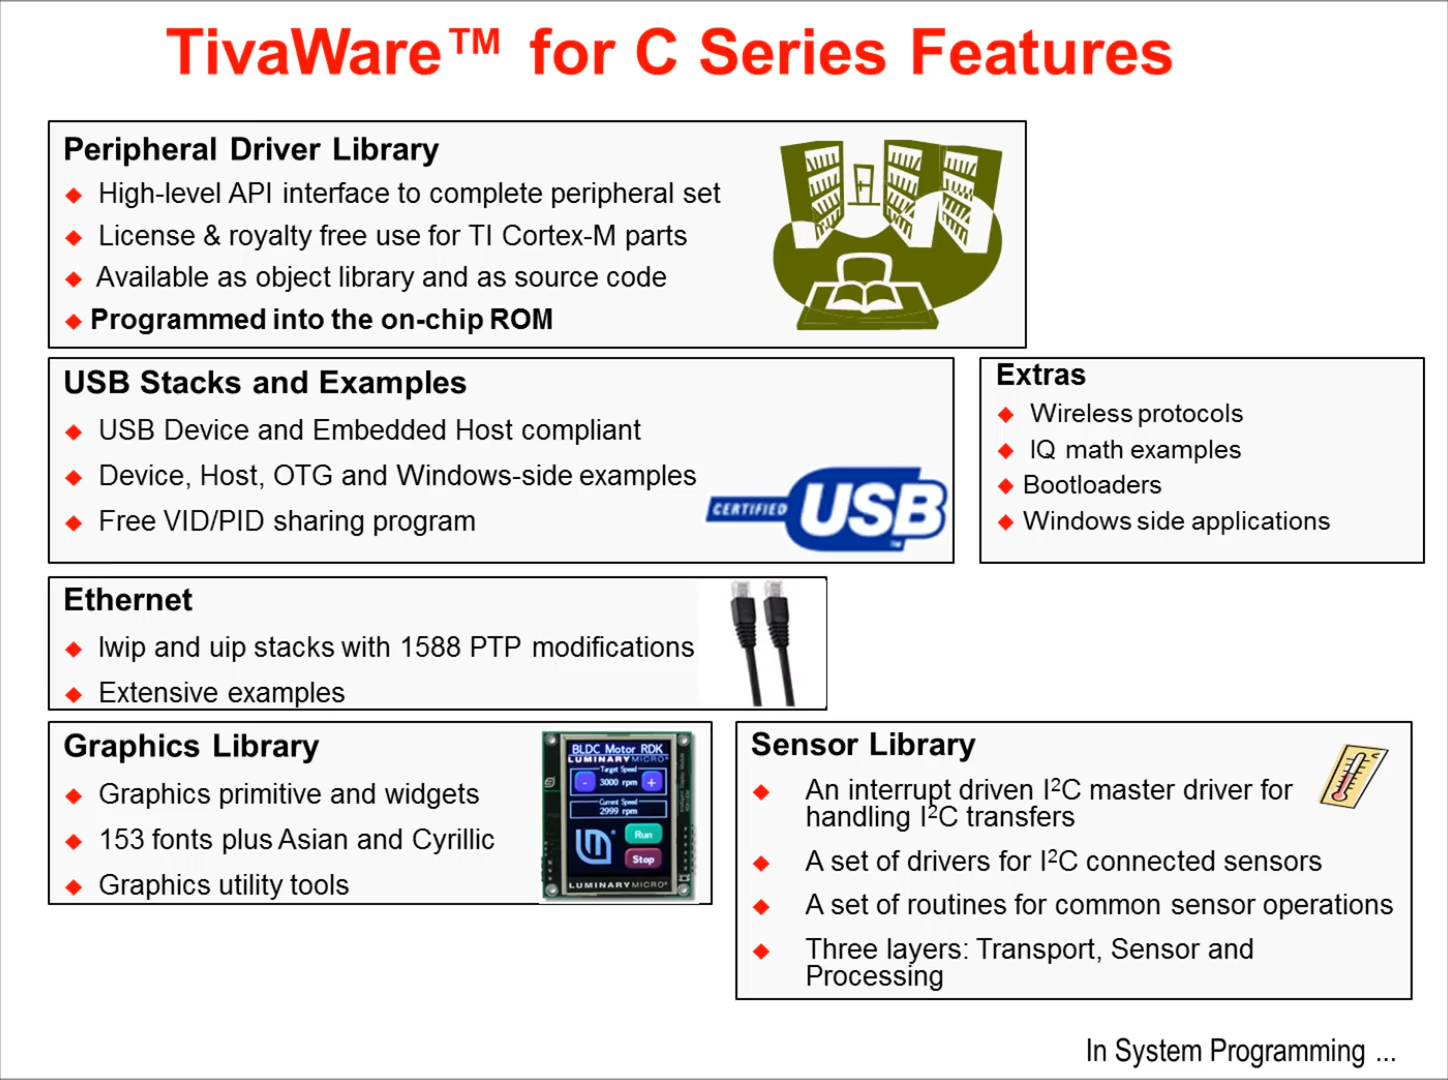 TivaWare™ for C Series Features
Peripheral Driver Library
High-level API interface to complete peripheral set
License & royalty free use for TI Cortex-M parts
Available as object library and as source code
Programmed into the on-chip ROM
USB Stacks and Examples
USB Device and Embedded Host compliant
Device, Host, OTG and Windows-side examples
Free VID/PID sharing program
CERTIFIED USB™
Extras
Wireless protocols
IQ math examples
Bootloaders
Windows side applications
Ethernet
lwip and uip stacks with 1588 PTP modifications
Extensive examples
Graphics Library
Graphics primitive and widgets
153 fonts plus Asian and Cyrillic
Graphics utility tools
BLDC Motor RDK
LUMINARYMICRO®
Target Speed
- 3000 rpm +
Current Speed
2999 rpm
Run
Stop
LUMINARYMICRO®
Sensor Library
An interrupt driven I²C master driver for
handling I²C transfers
A set of drivers for I²C connected sensors
A set of routines for common sensor operations
Three layers: Transport, Sensor and
Processing
In System Programming ...